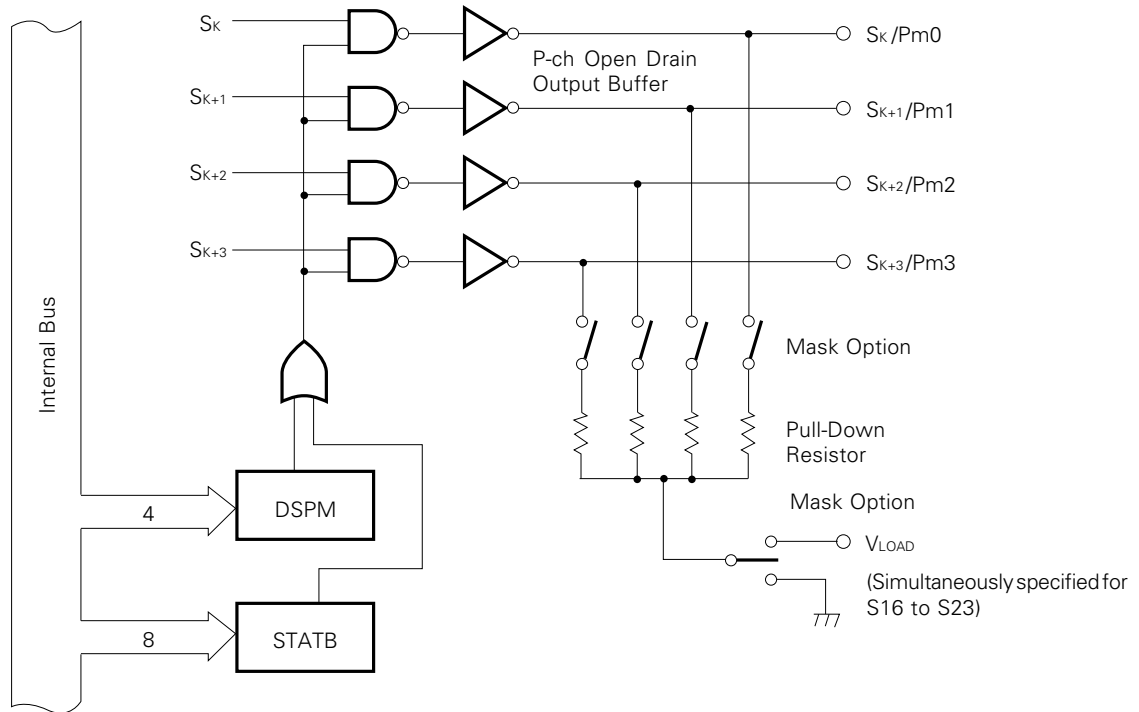 SK
SK/Pm0
P-ch Open Drain
Output Buffer
SK+1
SK+1/Pm1
SK+2
SK+2/Pm2
SK+3
SK+3/Pm3
Internal Bus
Mask Option
Pull-Down
Resistor
4
DSPM
Mask Option
VLOAD
(Simultaneously specified for
S16 to S23)
8
STATB